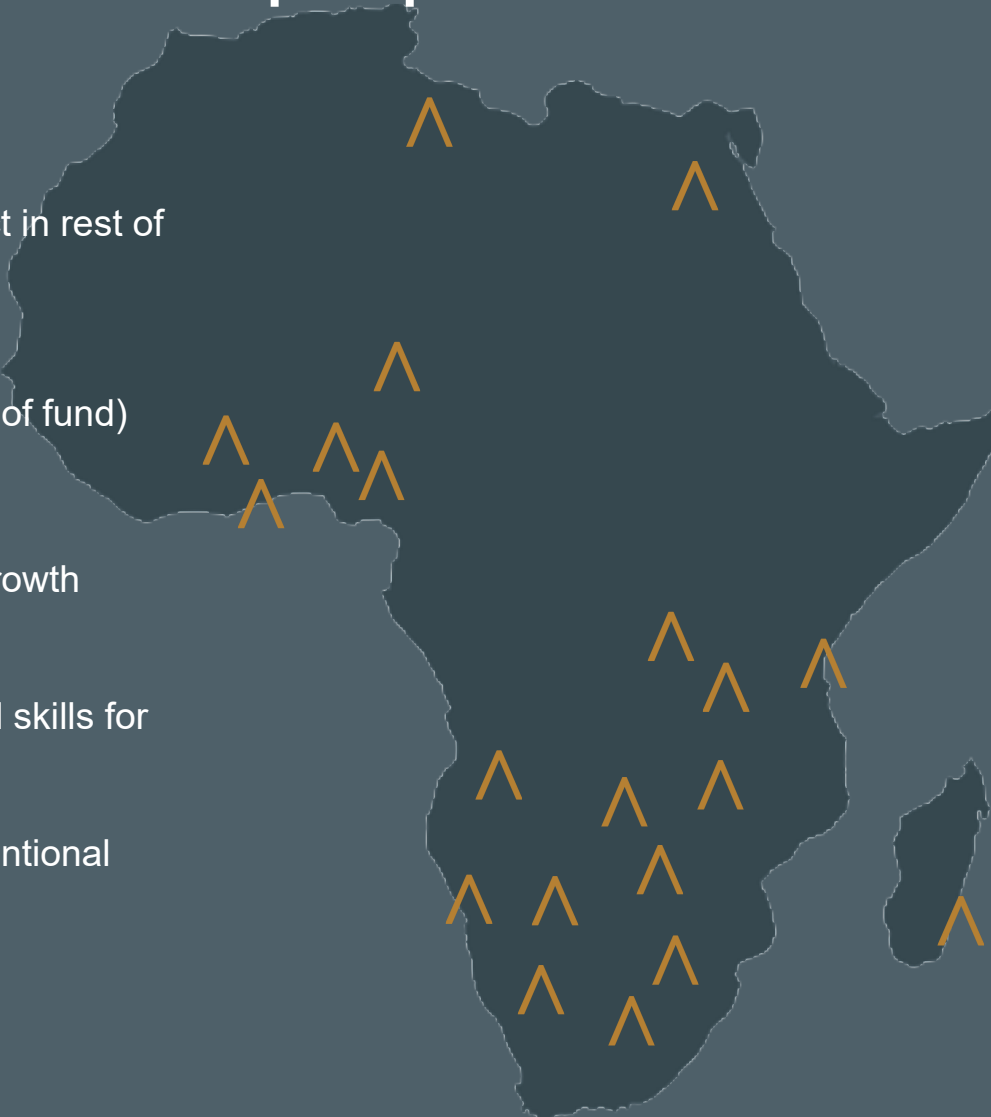 t in rest of
of fund)
rowth
skills for
ntional